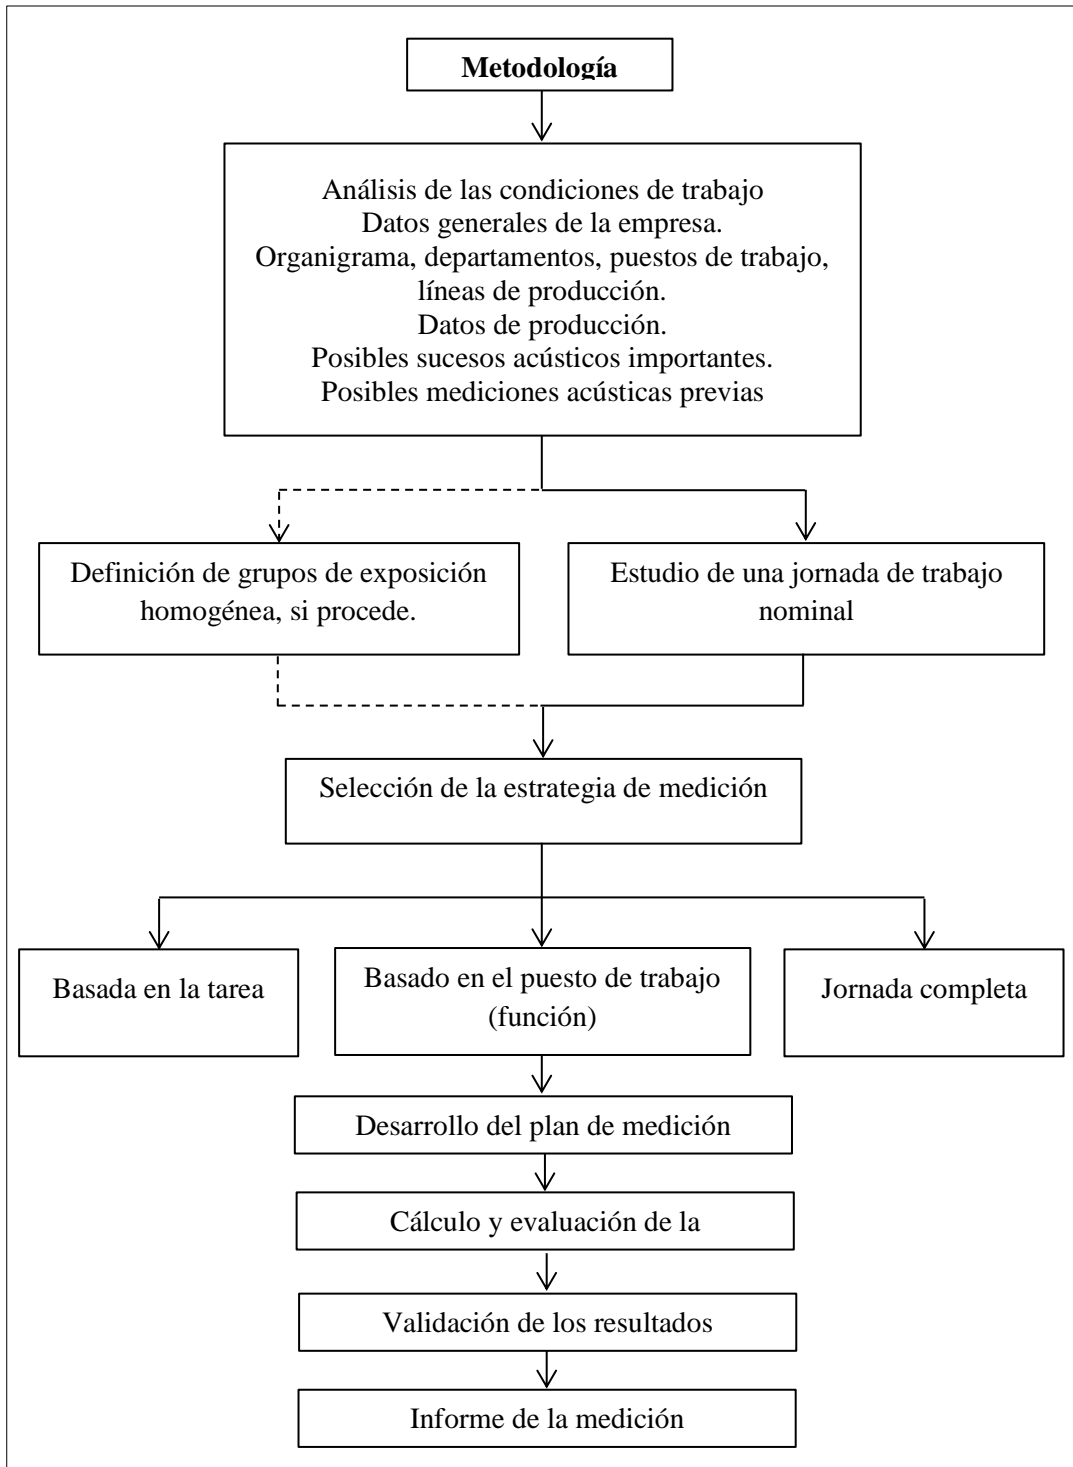 Metodología
Análisis de las condiciones de trabajo
Datos generales de la empresa.
Organigrama, departamentos, puestos de trabajo,
líneas de producción.
Datos de producción.
Posibles sucesos acústicos importantes.
Posibles mediciones acústicas previas
Definición de grupos de exposición
homogénea, si procede.
Estudio de una jornada de trabajo
nominal
Selección de la estrategia de medición
Basada en la tarea
Basado en el puesto de trabajo
(función)
Jornada completa
Desarrollo del plan de medición
Cálculo y evaluación de la
Validación de los resultados
Informe de la medición